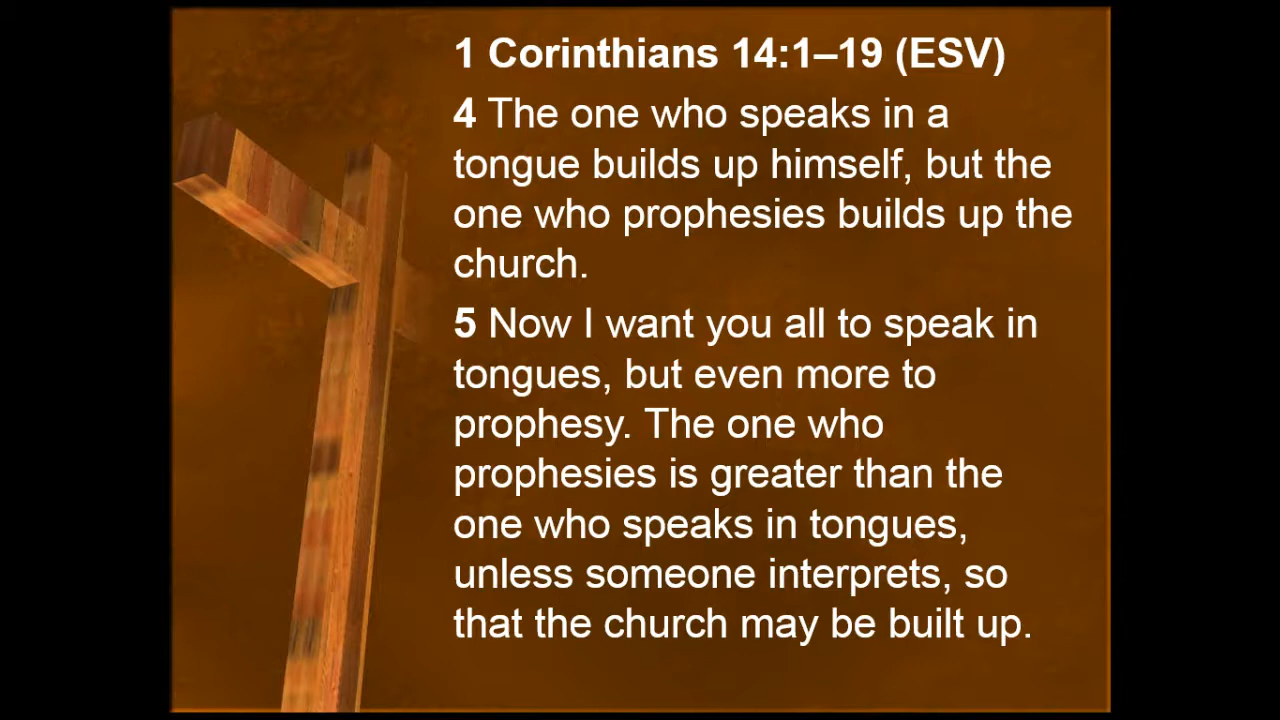 1 Corinthians 14:1–19 (ESV)
4 The one who speaks in a
tongue builds up himself, but the
one who prophesies builds up the
church.
5 Now I want you all to speak in
tongues, but even more to
prophesy. The one who
prophesies is greater than the
one who speaks in tongues,
unless someone interprets, so
that the church may be built up.